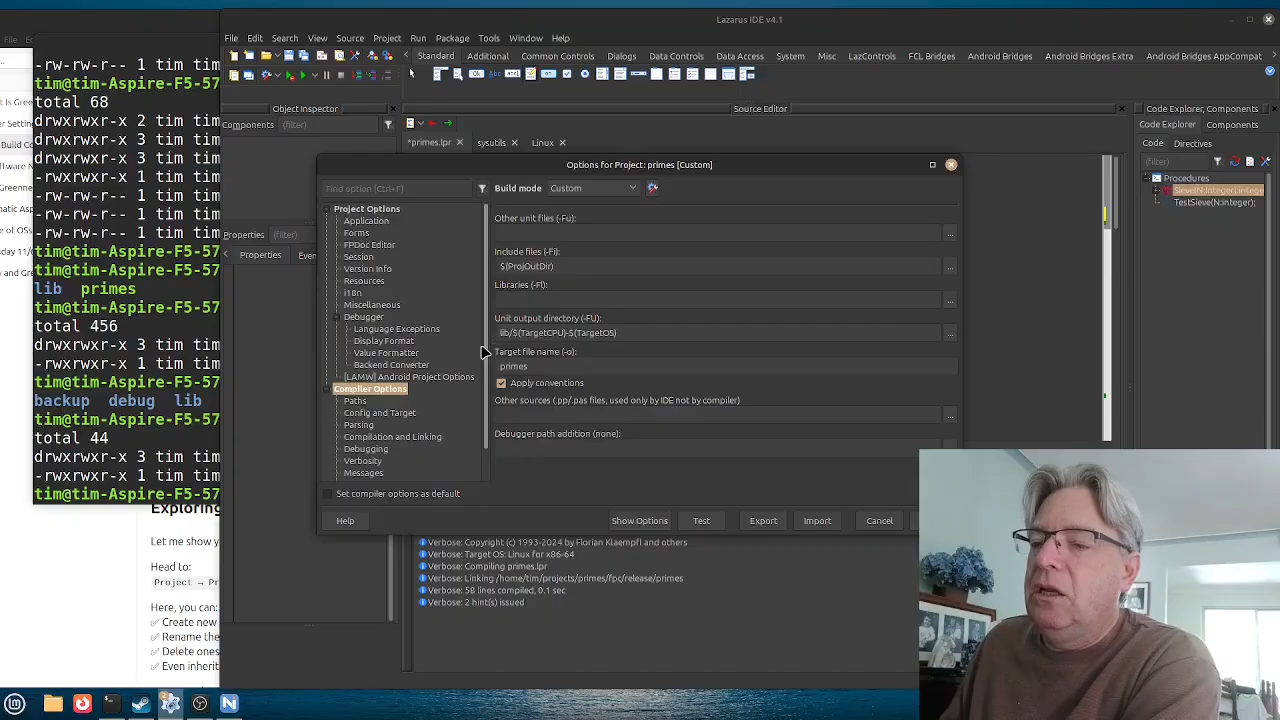 Lazarus IDE v4.1
File Edit Search View Source Project Run Package Tools Window Help
Standard Additional Common Controls Dialogs Data Controls Data Access System Misc LazControls FCL Bridges Android Bridges Android Bridges Extra Android Bridges AppCompat
Object Inspector
Source Editor
Code Explorer, Components
Components (filter)
Code Explorer Components
*primes.lpr sysutils Linux
Code Directives
(filter)
Procedures
Sieve(N:Integer):intege
TestSieve(N:integer);
Properties (filter)
Properties Even
-rw-rw-r-- 1 tim tim
tim@tim-Aspire-F5-57
total 68
drwxrwxr-x 2 tim tim
drwxrwxr-x 3 tim tim
drwxrwxr-x 3 tim tim
-rwxrwxr-x 1 tim tim
-rw-rw-r-- 1 tim tim
-rw-rw-r-- 1 tim tim
-rw-rw-r-- 1 tim tim
tim@tim-Aspire-F5-57
tim@tim-Aspire-F5-57
lib primes
tim@tim-Aspire-F5-57
total 456
drwxrwxr-x 3 tim tim
-rwxrwxr-x 1 tim tim
tim@tim-Aspire-F5-57
backup debug lib
tim@tim-Aspire-F5-57
total 44
drwxrwxr-x 3 tim tim
-rwxrwxr-x 1 tim tim
tim@tim-Aspire-F5-57
Options for Project: primes [Custom]
Find option [Ctrl+F]
Build mode Custom
Project Options
Application
Forms
FPDoc Editor
Session
Version Info
Resources
i18n
Miscellaneous
Debugger
Language Exceptions
Display Format
Value Formatter
Backend Converter
[LAMW] Android Project Options
Compiler Options
Paths
Config and Target
Parsing
Compilation and Linking
Debugging
Verbosity
Messages
Set compiler options as default
Other unit files (-Fu):
...
Include files (-Fi):
$(ProjOutDir)
...
Libraries (-Fl):
...
Unit output directory (-FU):
lib/$(TargetCPU)-$(TargetOS)
...
Target file name (-o):
primes
Apply conventions
Other sources (.pp/.pas files, used only by IDE not by compiler)
...
Debugger path addition (none):
Help Show Options Test Export Import Cancel
Verbose: Copyright (c) 1993-2024 by Florian Klaempfl and others
Verbose: Target OS: Linux for x86-64
Verbose: Compiling primes.lpr
Verbose: Linking /home/tim/projects/primes/fpc/release/primes
Verbose: 58 lines compiled, 0.1 sec
Verbose: 2 hint(s) issued
Exploring
Let me show y
Head to:
Project → Pr
Here, you can:
✅ Create new
✅ Rename the
✅ Delete ones
✅ Even inherit